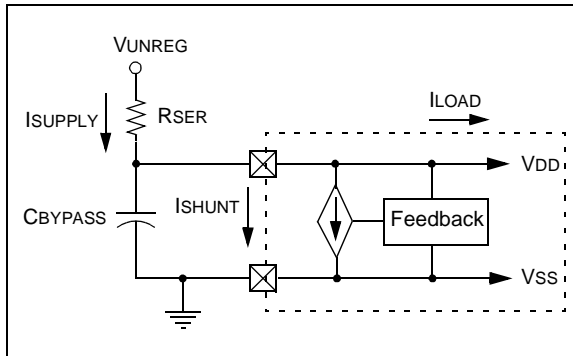 VUNREG
ILOAD
ISUPPLY
RSER
VDD
CBYPASS
ISHUNT
Feedback
VSS